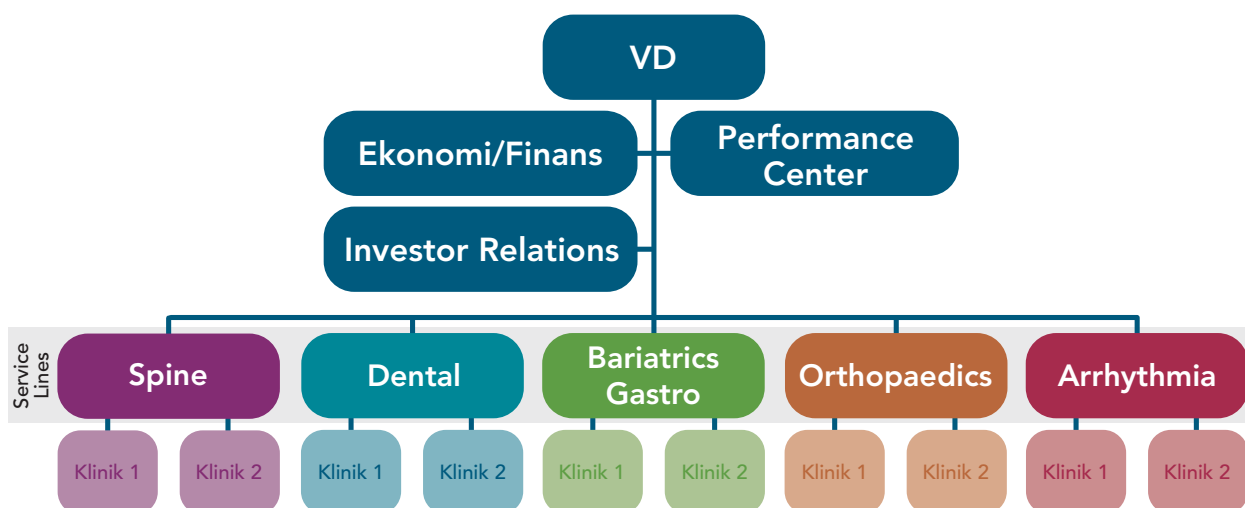 VD
Ekonomi/Finans
Performance
Center
Investor Relations
Service
Lines
Spine
Dental
Bariatrics
Gastro
Orthopaedics
Arrhythmia
Klinik 1
Klinik 2
Klinik 1
Klinik 2
Klinik 1
Klinik 2
Klinik 1
Klinik 2
Klinik 1
Klinik 2